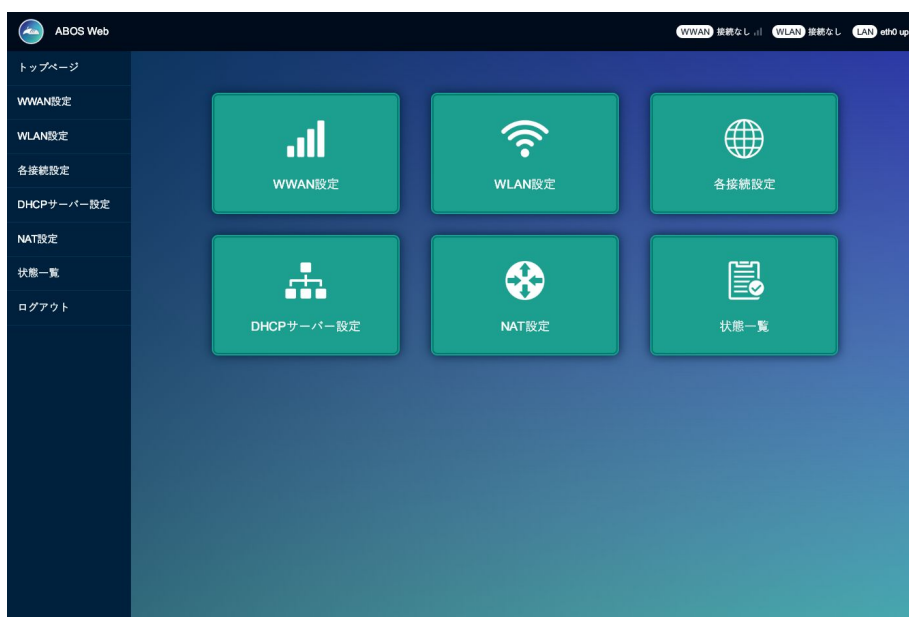 ABOS Web
WWAN 接続なし WLAN 接続なし LAN eth0 up
トップページ
WWAN設定
WLAN設定
各接続設定
DHCPサーバー設定
NAT設定
状態一覧
ログアウト
WWAN設定
WLAN設定
各接続設定
DHCPサーバー設定
NAT設定
状態一覧